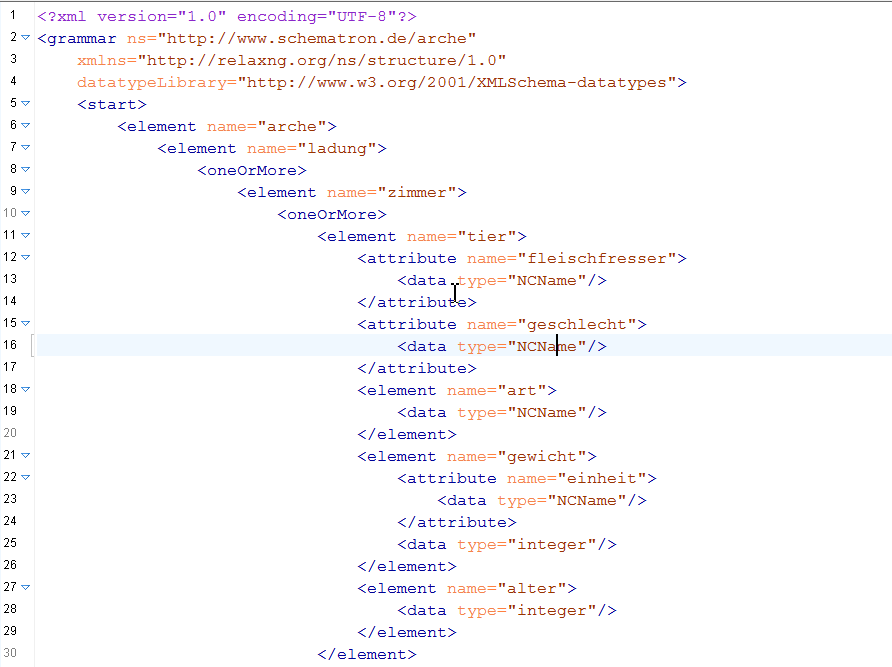 1 <?xml version="1.0" encoding="UTF-8"?>
2 <grammar ns="http://www.schematron.de/arche"
3     xmlns="http://relaxng.org/ns/structure/1.0"
4     datatypeLibrary="http://www.w3.org/2001/XMLSchema-datatypes">
5     <start>
6         <element name="arche">
7             <element name="ladung">
8                 <oneOrMore>
9                     <element name="zimmer">
10                         <oneOrMore>
11                             <element name="tier">
12                                 <attribute name="fleischfresser">
13                                     <data type="NCName"/>
14                                 </attribute>
15                                 <attribute name="geschlecht">
16                                     <data type="NCName"/>
17                                 </attribute>
18                                 <element name="art">
19                                     <data type="NCName"/>
20                                 </element>
21                                 <element name="gewicht">
22                                     <attribute name="einheit">
23                                         <data type="NCName"/>
24                                     </attribute>
25                                     <data type="integer"/>
26                                 </element>
27                                 <element name="alter">
28                                     <data type="integer"/>
29                                 </element>
30                             </element>